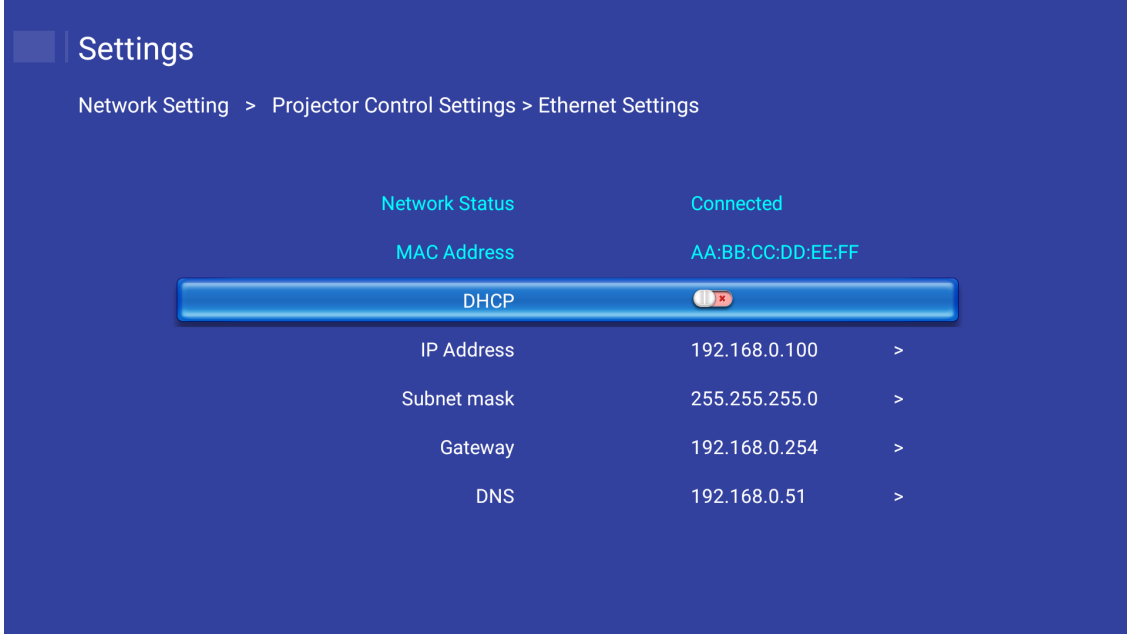 Settings
Network Setting > Projector Control Settings > Ethernet Settings
Network Status Connected
MAC Address AA:BB:CC:DD:EE:FF
DHCP
IP Address 192.168.0.100 >
Subnet mask 255.255.255.0 >
Gateway 192.168.0.254 >
DNS 192.168.0.51 >